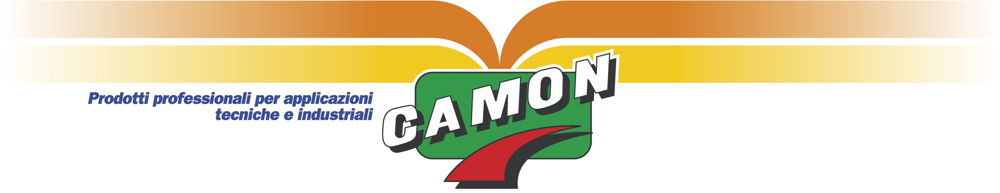 Prodotti professionali per applicazioni
tecniche e industriali
CAMON